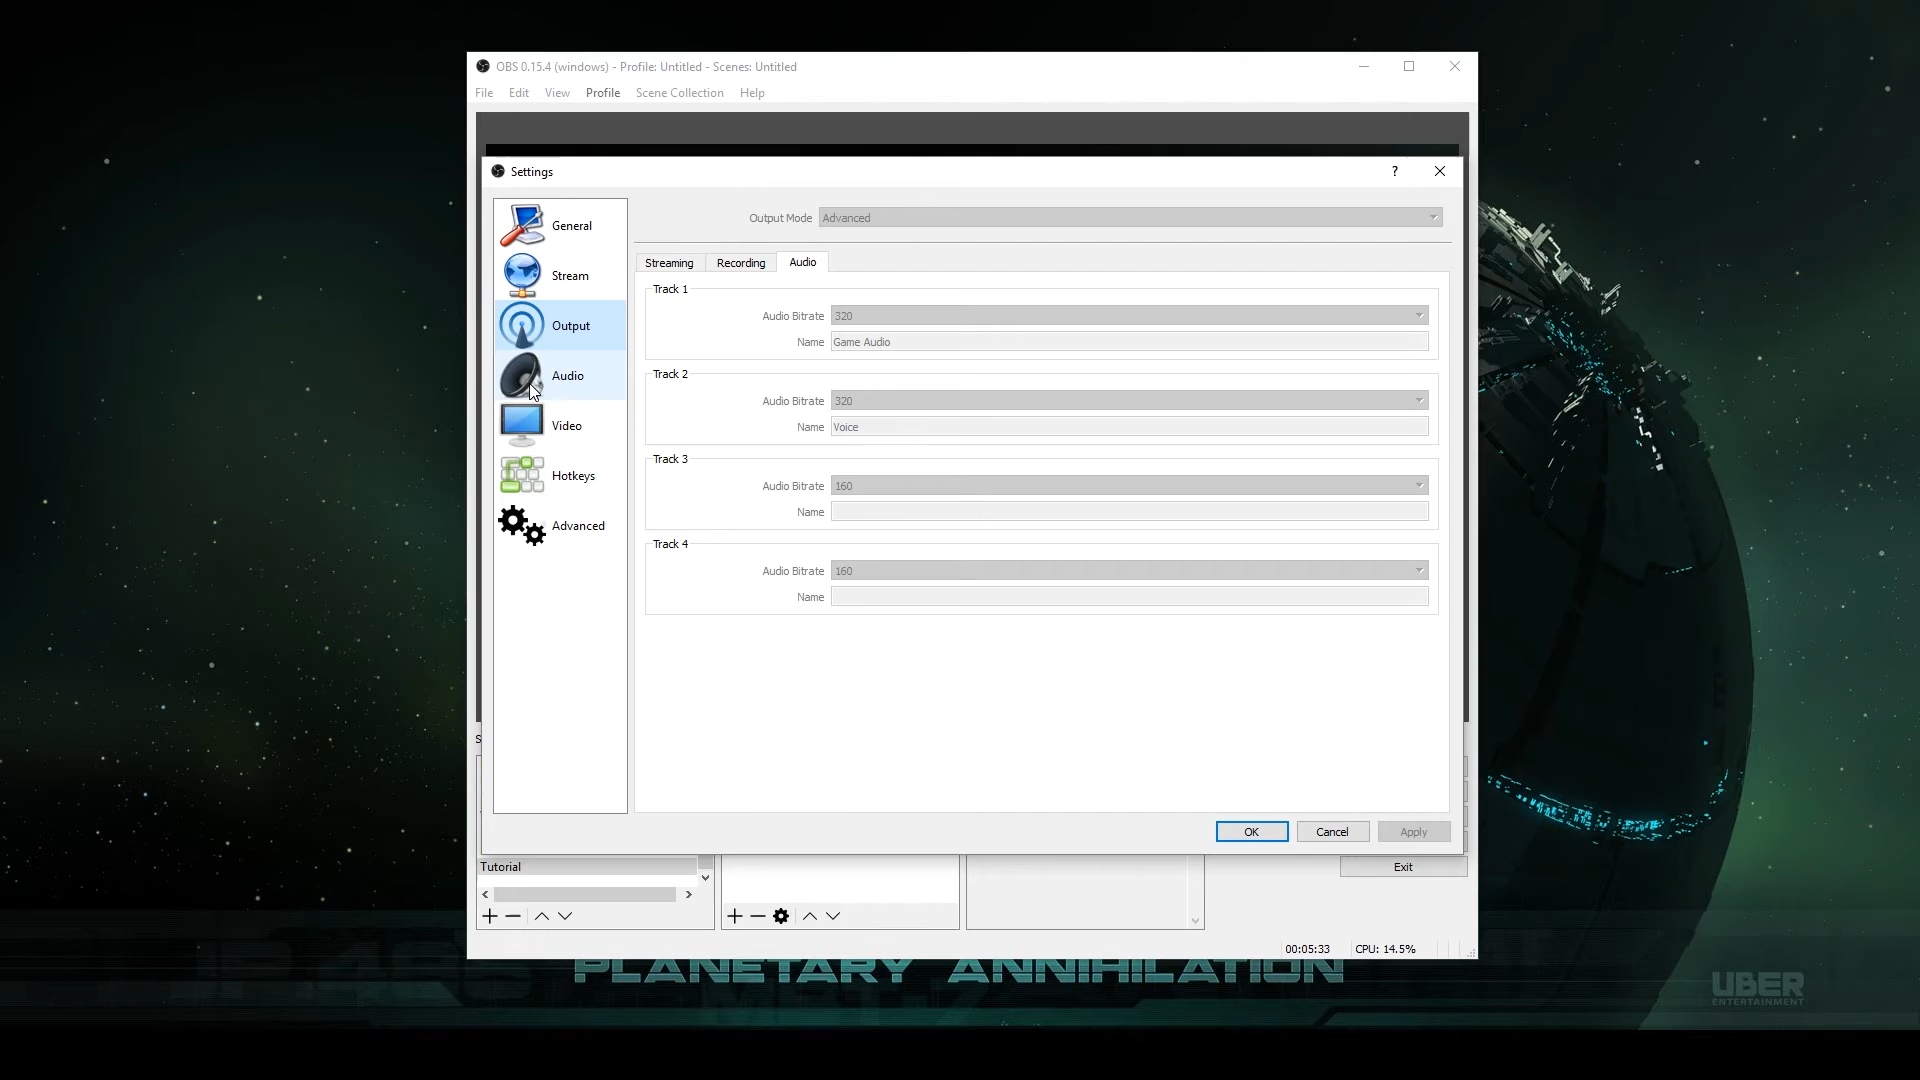 OBS 0.15.4 (windows) - Profile: Untitled - Scenes: Untitled
File Edit View Profile Scene Collection Help
Settings
?
General
Stream
Output
Audio
Video
Hotkeys
Advanced
Output Mode Advanced
Streaming Recording Audio
Track 1
Audio Bitrate 320
Name Game Audio
Track 2
Audio Bitrate 320
Name Voice
Track 3
Audio Bitrate 160
Name
Track 4
Audio Bitrate 160
Name
OK Cancel Apply
Tutorial
Exit
00:05:33 CPU: 14.5%
PLANETARY ANNIHILATION
UBER
ENTERTAINMENT